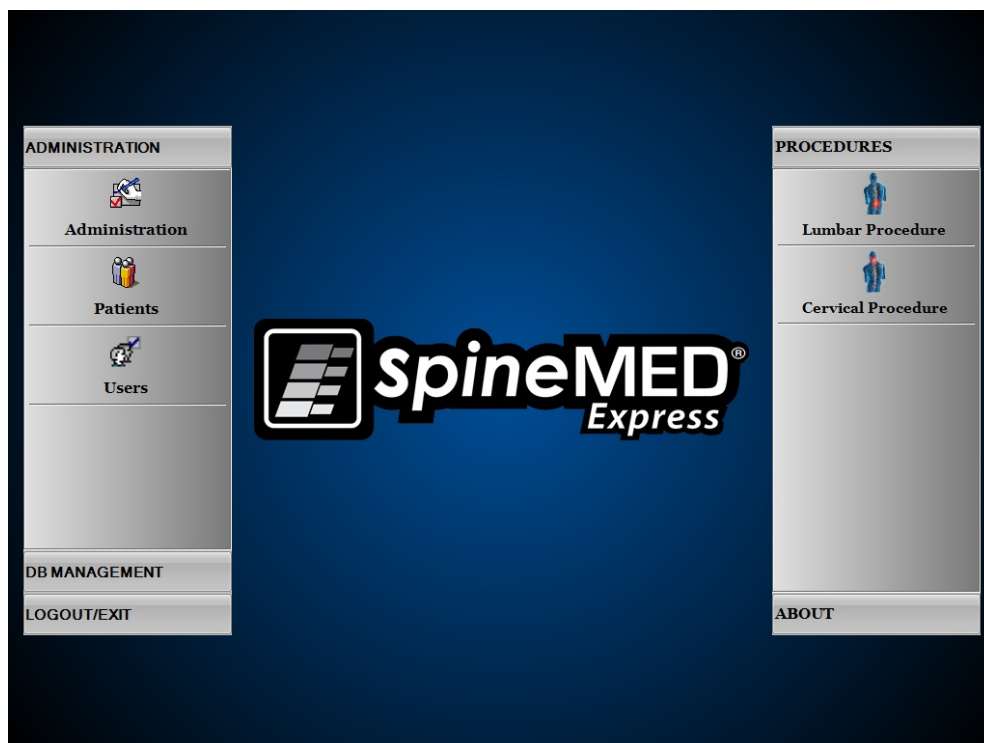 ADMINISTRATION
Administration
Patients
Users
DB MANAGEMENT
LOGOUT/EXIT
SpineMED®
Express
PROCEDURES
Lumbar Procedure
Cervical Procedure
ABOUT